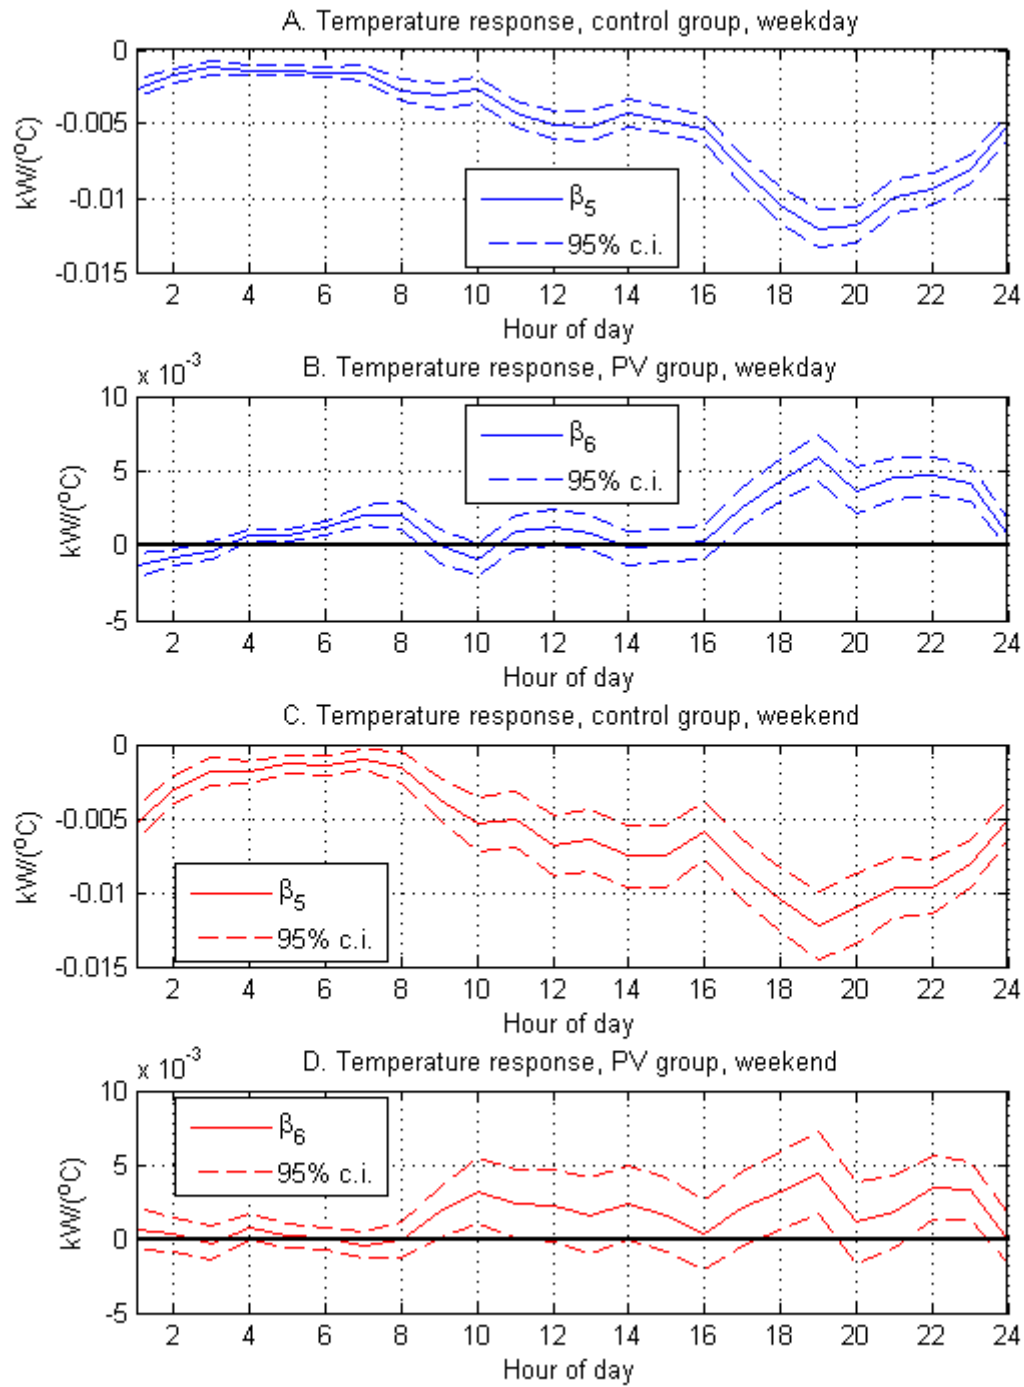 A. Temperature response, control group, weekday
0
-0.005
-0.01
-0.015
kW/(°C)
β5
95% c.i.
2 4 6 8 10 12 14 16 18 20 22 24
Hour of day
B. Temperature response, PV group, weekday
x 10-3
10
5
0
-5
kW/(°C)
β6
95% c.i.
2 4 6 8 10 12 14 16 18 20 22 24
Hour of day
C. Temperature response, control group, weekend
0
-0.005
-0.01
-0.015
kW/(°C)
β5
95% c.i.
2 4 6 8 10 12 14 16 18 20 22 24
Hour of day
D. Temperature response, PV group, weekend
x 10-3
10
5
0
-5
kW/(°C)
β6
95% c.i.
2 4 6 8 10 12 14 16 18 20 22 24
Hour of day